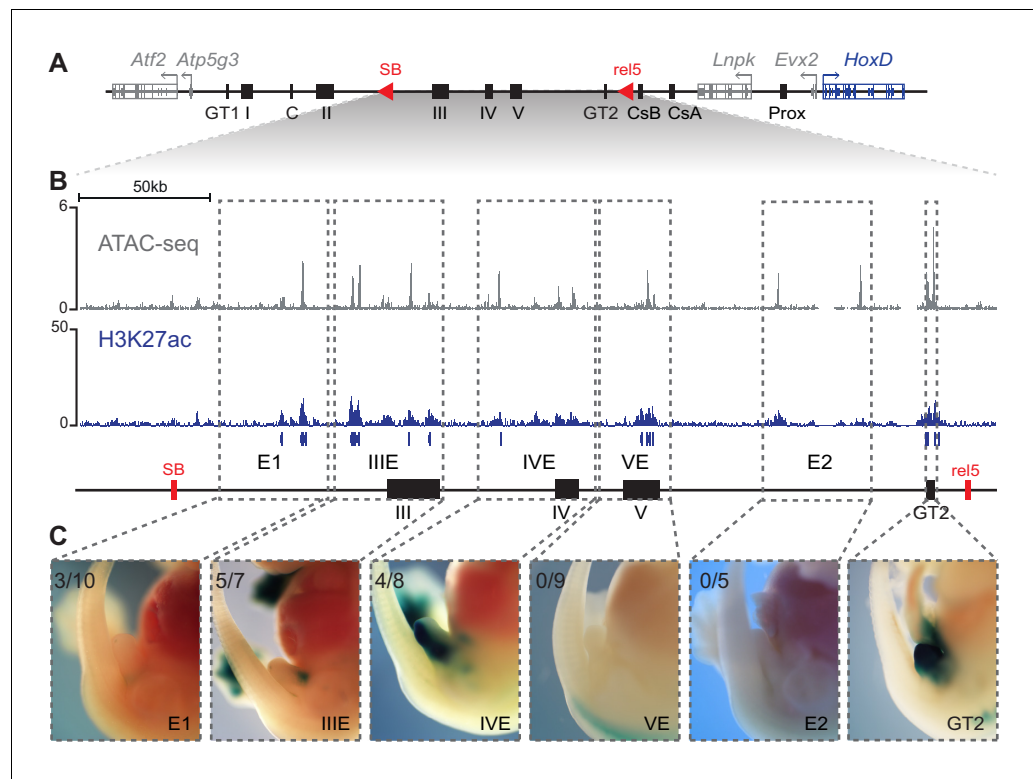 A
Atf2 Atp5g3 SB rel5 Lnpk Evx2 HoxD
GT1 I C II III IV V GT2 CsB CsA Prox
B
50kb
6
ATAC-seq
0
50
H3K27ac
0
E1 IIIE IVE VE E2
SB rel5
III IV V GT2
C
3/10 5/7 4/8 0/9 0/5
E1 IIIE IVE VE E2 GT2